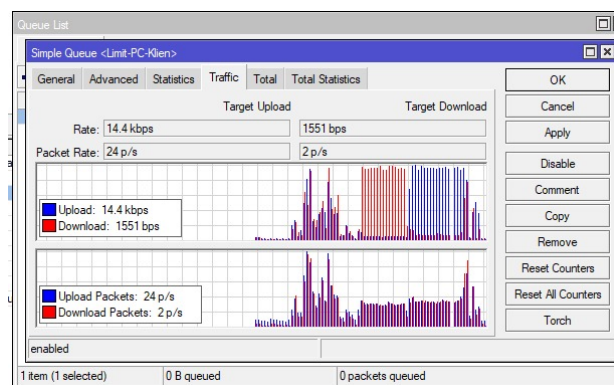 Queue List
Simple Queue <Limit-PC-Klien>
General Advanced Statistics Traffic Total Total Statistics
Target Upload Target Download
Rate: 14.4 kbps 1551 bps
Packet Rate: 24 p/s 2 p/s
Upload: 14.4 kbps
Download: 1551 bps
Upload Packets: 24 p/s
Download Packets: 2 p/s
enabled
OK
Cancel
Apply
Disable
Comment
Copy
Remove
Reset Counters
Reset All Counters
Torch
1 item (1 selected) 0 B queued 0 packets queued